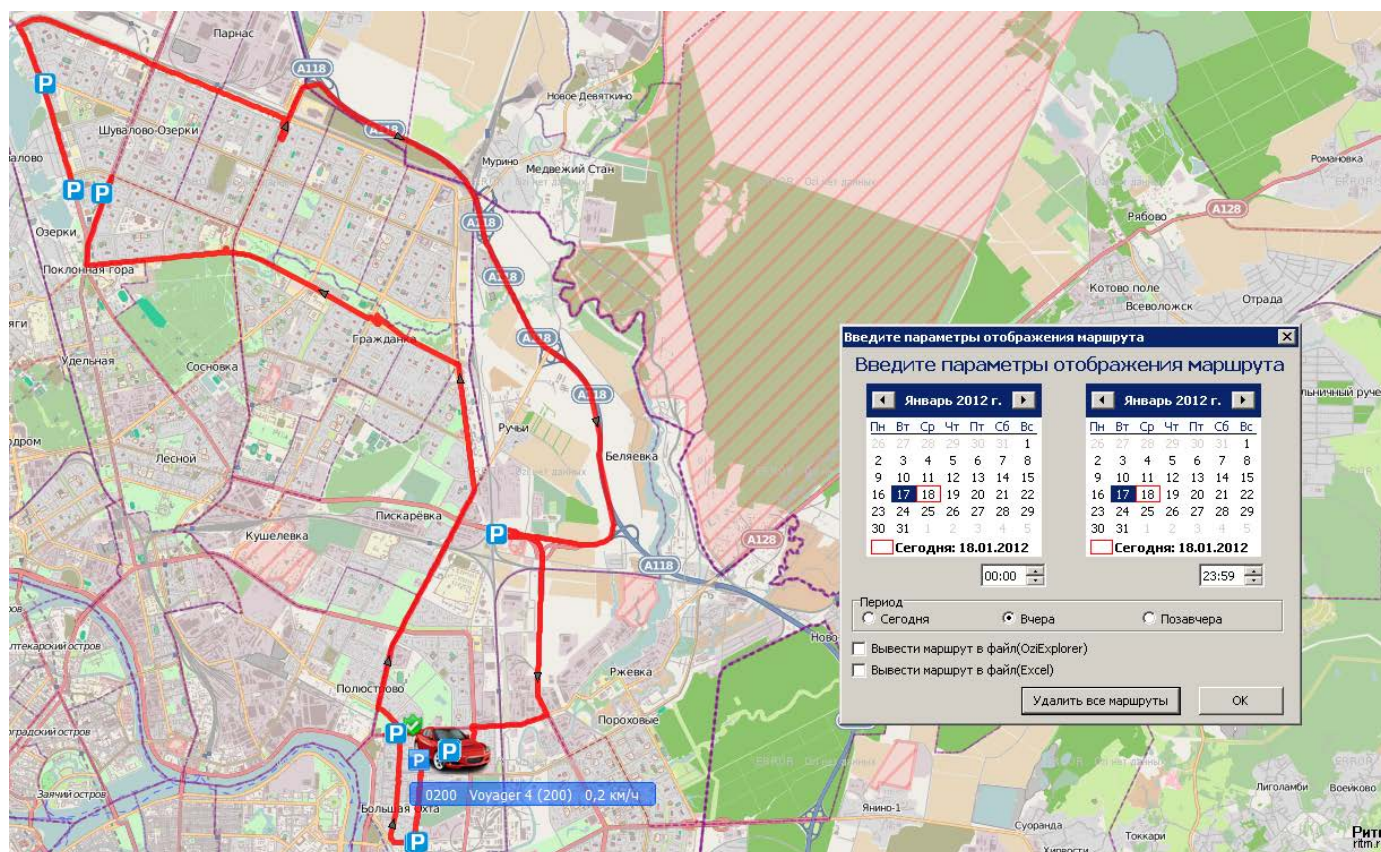 Парнас
A118
Новое Девяткино
Шувалово-Озерки
A118
Мурино
Медвежий Стан
Романовка
Рябово
A128
A118
Озерки
Поклонная гора
A118
Котово поле
Всеволожск
Отрада
Гражданка
A118
Удельная
Сосновка
A118
Ручьи
Беляевка
Лесной
Пискарёвка
Кушелевка
A128
A118
Ржевка
Полюстрово
Пороховые
0200 Voyager 4 (200) 0,2 км/ч
Большая Охта
Заячий остров
Янино-1
Суоранда
Токкари
Лиголамби
Воейково
Введите параметры отображения маршрута
Введите параметры отображения маршрута
Январь 2012 г.
Пн Вт Ср Чт Пт Сб Вс
26 27 28 29 30 31 1
2 3 4 5 6 7 8
9 10 11 12 13 14 15
16 17 18 19 20 21 22
23 24 25 26 27 28 29
30 31 1 2 3 4 5
Сегодня: 18.01.2012
00:00
Январь 2012 г.
Пн Вт Ср Чт Пт Сб Вс
26 27 28 29 30 31 1
2 3 4 5 6 7 8
9 10 11 12 13 14 15
16 17 18 19 20 21 22
23 24 25 26 27 28 29
30 31 1 2 3 4 5
Сегодня: 18.01.2012
23:59
Период
Сегодня
Вчера
Позавчера
Вывести маршрут в файл(OziExplorer)
Вывести маршрут в файл(Excel)
Удалить все маршруты
OK